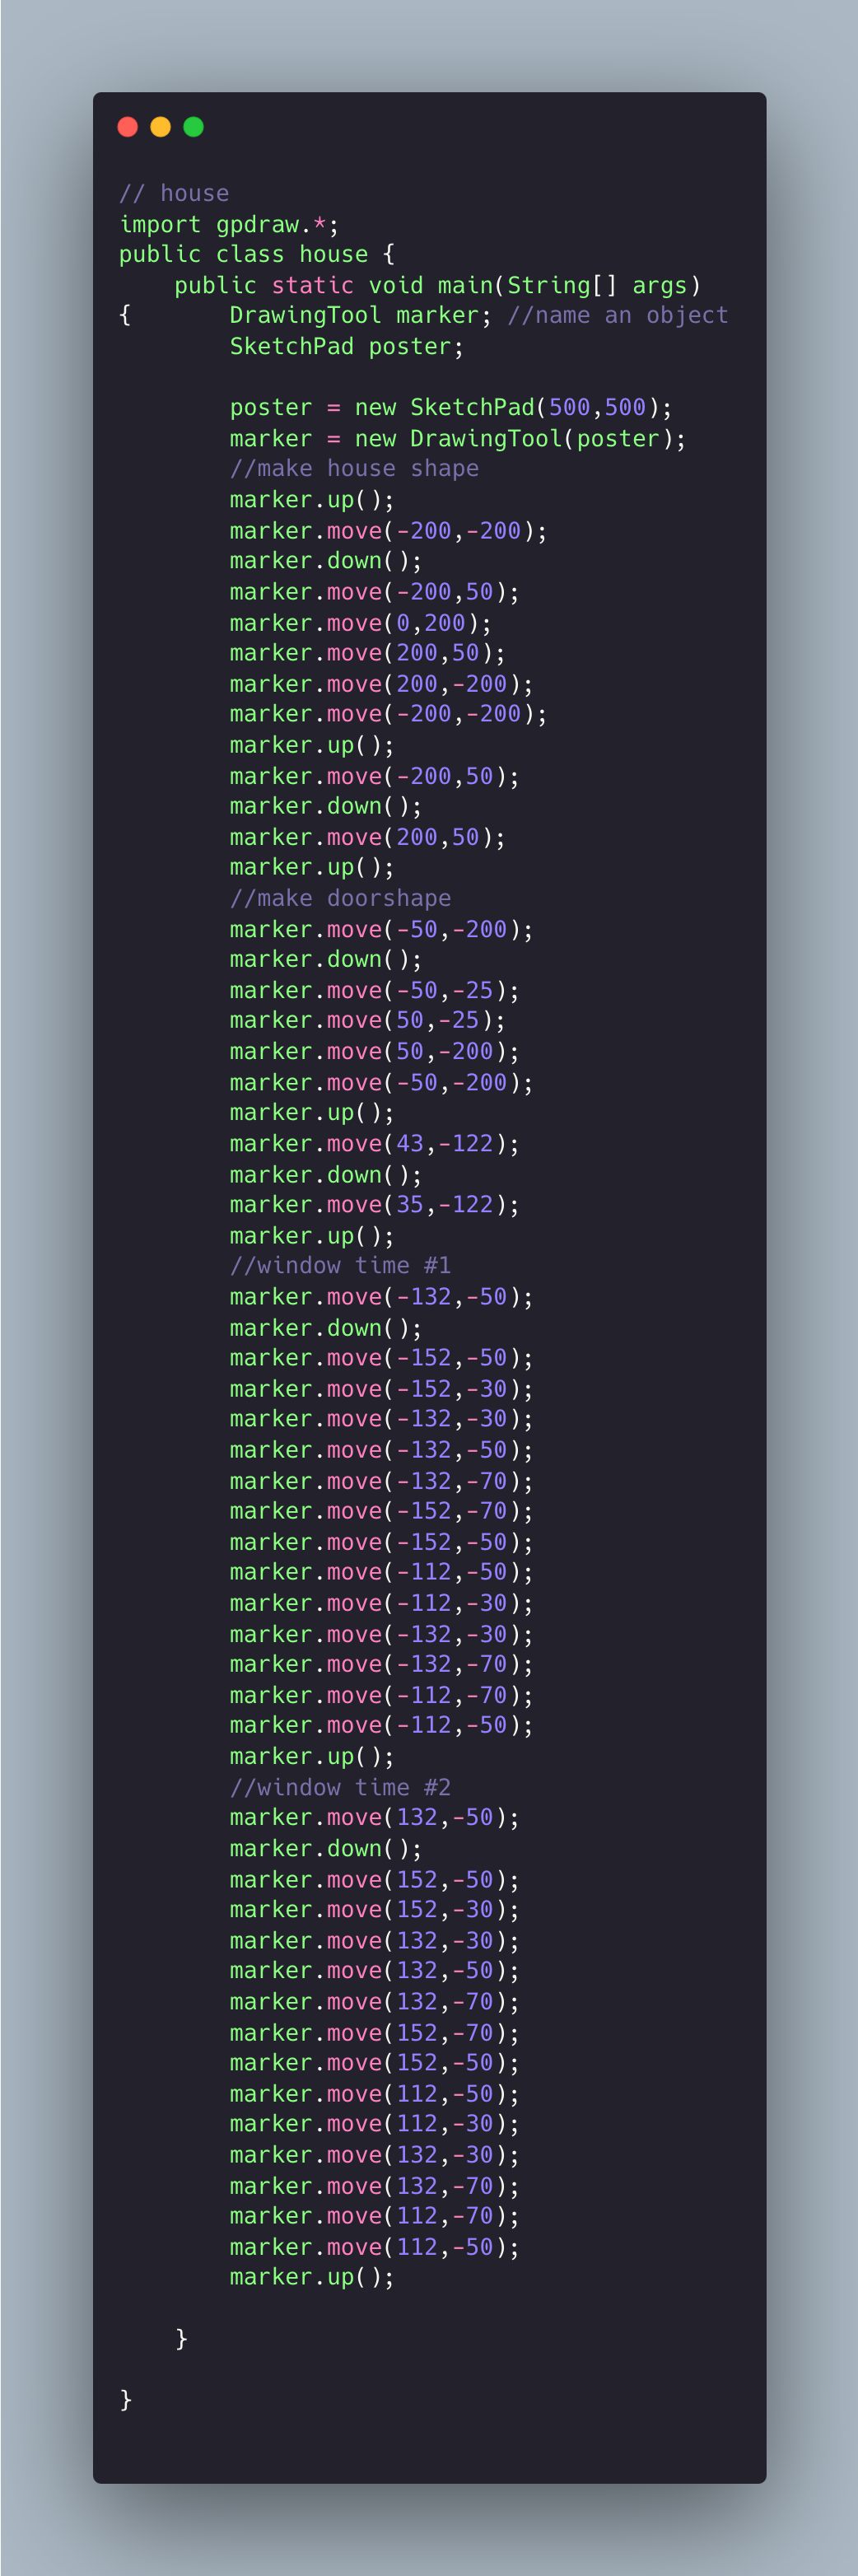 // house
import gpdraw.*;
public class house {
    public static void main(String[] args)
{       DrawingTool marker; //name an object
        SketchPad poster;

        poster = new SketchPad(500,500);
        marker = new DrawingTool(poster);
        //make house shape
        marker.up();
        marker.move(-200,-200);
        marker.down();
        marker.move(-200,50);
        marker.move(0,200);
        marker.move(200,50);
        marker.move(200,-200);
        marker.move(-200,-200);
        marker.up();
        marker.move(-200,50);
        marker.down();
        marker.move(200,50);
        marker.up();
        //make doorshape
        marker.move(-50,-200);
        marker.down();
        marker.move(-50,-25);
        marker.move(50,-25);
        marker.move(50,-200);
        marker.move(-50,-200);
        marker.up();
        marker.move(43,-122);
        marker.down();
        marker.move(35,-122);
        marker.up();
        //window time #1
        marker.move(-132,-50);
        marker.down();
        marker.move(-152,-50);
        marker.move(-152,-30);
        marker.move(-132,-30);
        marker.move(-132,-50);
        marker.move(-132,-70);
        marker.move(-152,-70);
        marker.move(-152,-50);
        marker.move(-112,-50);
        marker.move(-112,-30);
        marker.move(-132,-30);
        marker.move(-132,-70);
        marker.move(-112,-70);
        marker.move(-112,-50);
        marker.up();
        //window time #2
        marker.move(132,-50);
        marker.down();
        marker.move(152,-50);
        marker.move(152,-30);
        marker.move(132,-30);
        marker.move(132,-50);
        marker.move(132,-70);
        marker.move(152,-70);
        marker.move(152,-50);
        marker.move(112,-50);
        marker.move(112,-30);
        marker.move(132,-30);
        marker.move(132,-70);
        marker.move(112,-70);
        marker.move(112,-50);
        marker.up();

    }

}